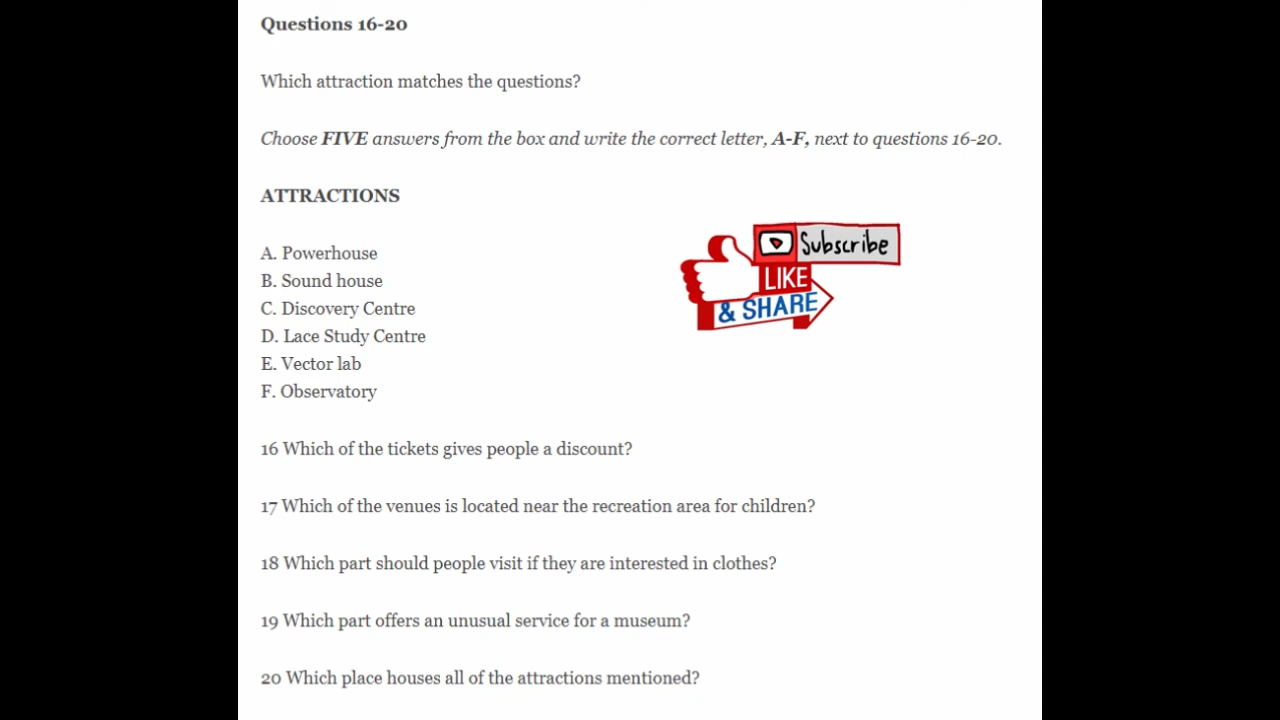 Questions 16-20
Which attraction matches the questions?
Choose FIVE answers from the box and write the correct letter, A-F, next to questions 16-20.
ATTRACTIONS
A. Powerhouse
B. Sound house
C. Discovery Centre
D. Lace Study Centre
E. Vector lab
F. Observatory
Subscribe
LIKE
& SHARE
16 Which of the tickets gives people a discount?
17 Which of the venues is located near the recreation area for children?
18 Which part should people visit if they are interested in clothes?
19 Which part offers an unusual service for a museum?
20 Which place houses all of the attractions mentioned?